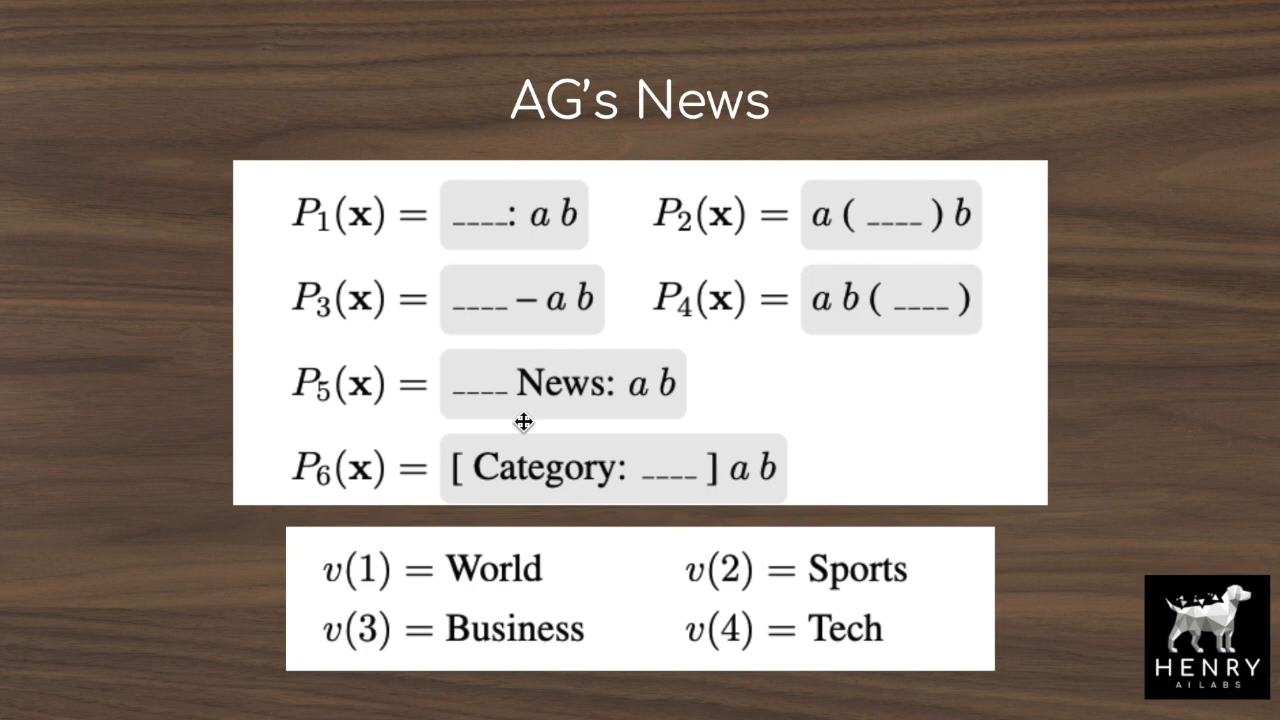 AG's News
P₁(x) = ____: a b P₂(x) = a ( ____ ) b
P₃(x) = ____ – a b P₄(x) = a b ( ____ )
P₅(x) = ____ News: a b
P₆(x) = [ Category: ____ ] a b
v(1) = World v(2) = Sports
v(3) = Business v(4) = Tech
HENRY
AI LABS